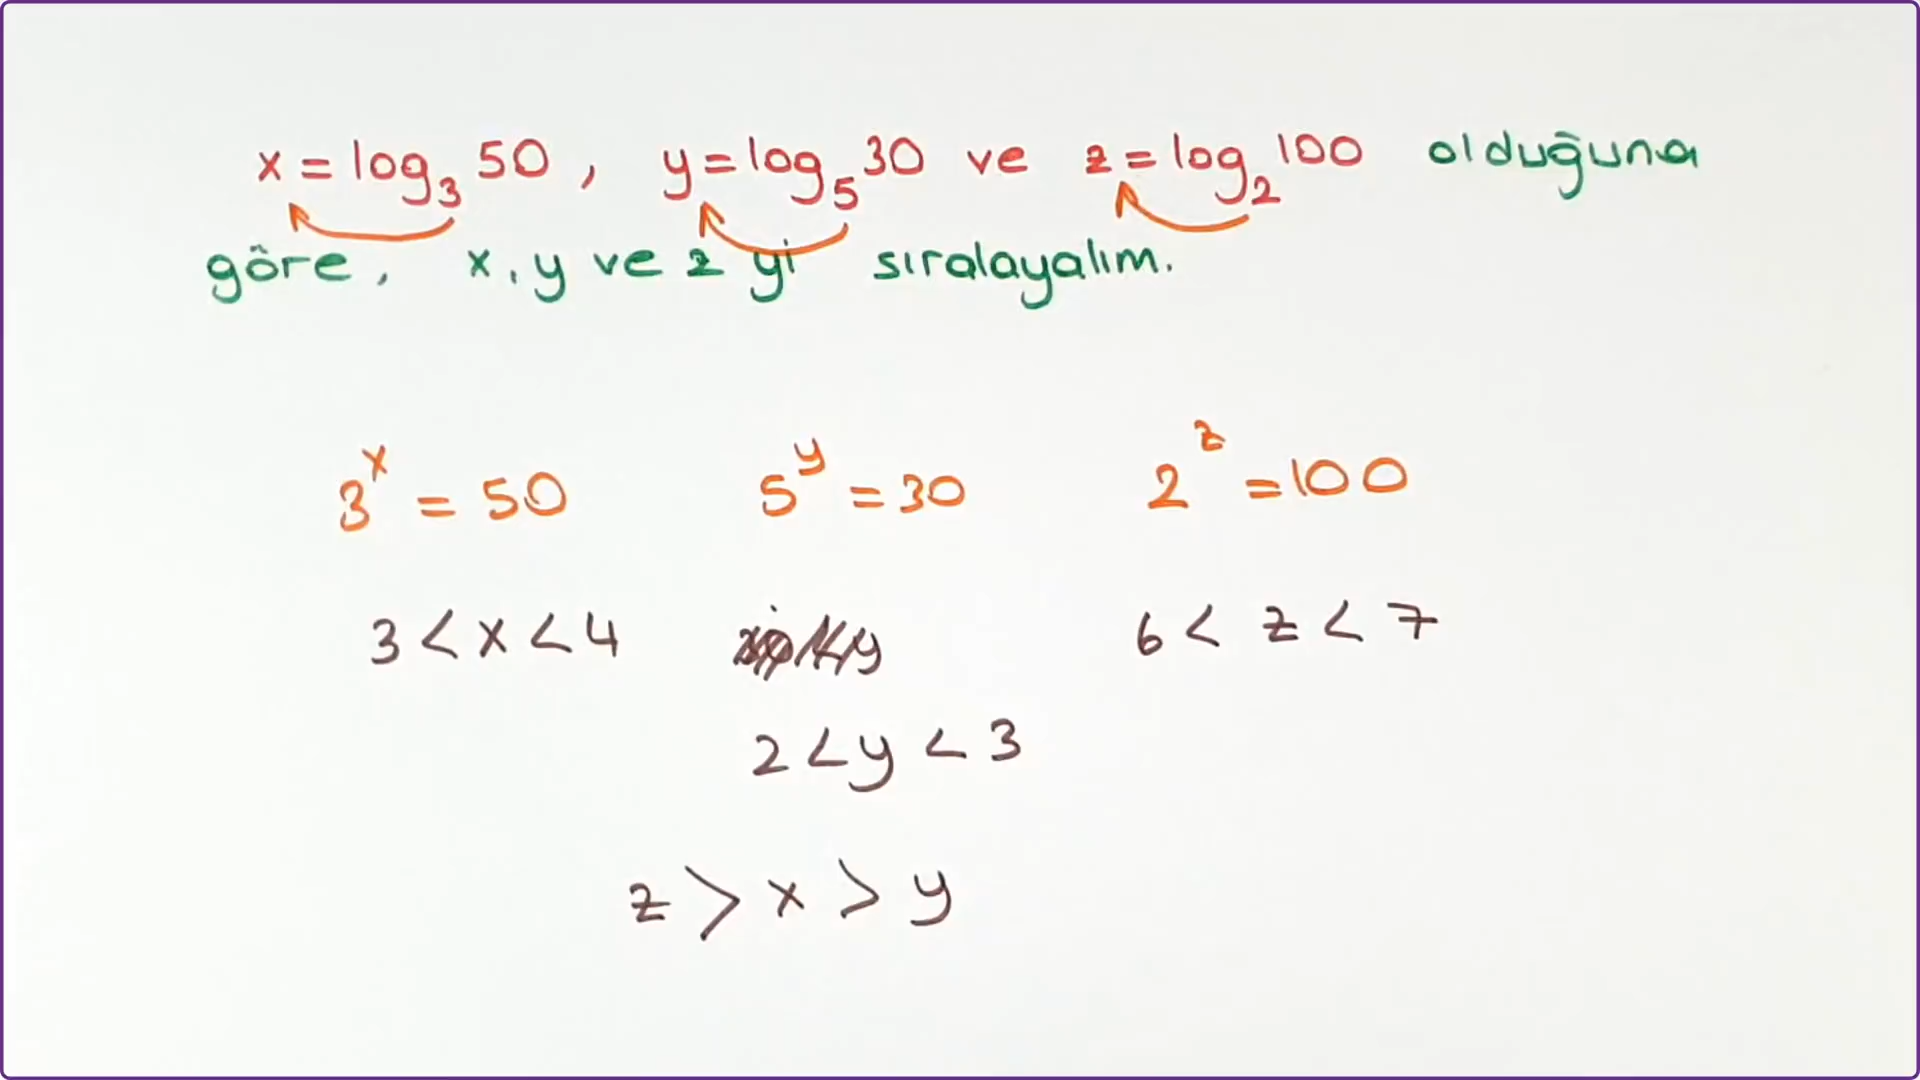 x = log₃ 50 , y = log₅ 30 ve z = log₂ 100 olduğuna
göre , x , y ve z yi sıralayalım.
3ˣ = 50 5ʸ = 30 2ᶻ = 100
3 < x < 4 6 < z < 7
2 < y < 3
z > x > y